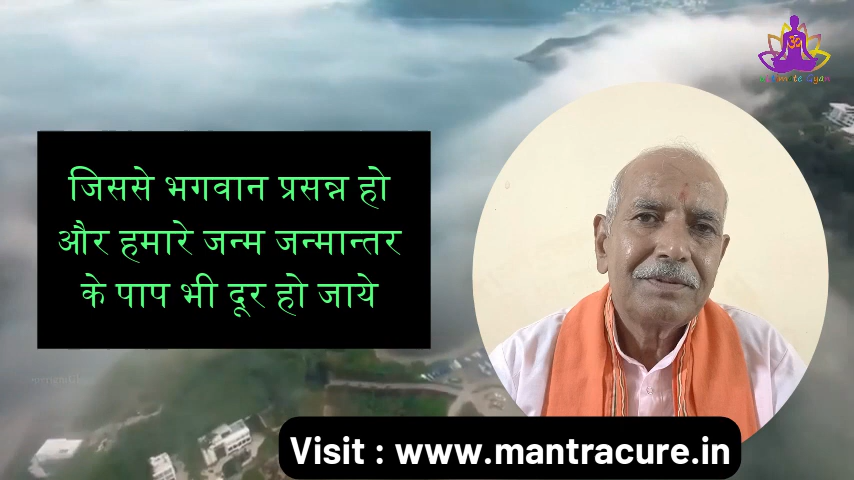 जिससे भगवान प्रसन्न हो
और हमारे जन्म जन्मान्तर
के पाप भी दूर हो जाये
Visit : www.mantracure.in